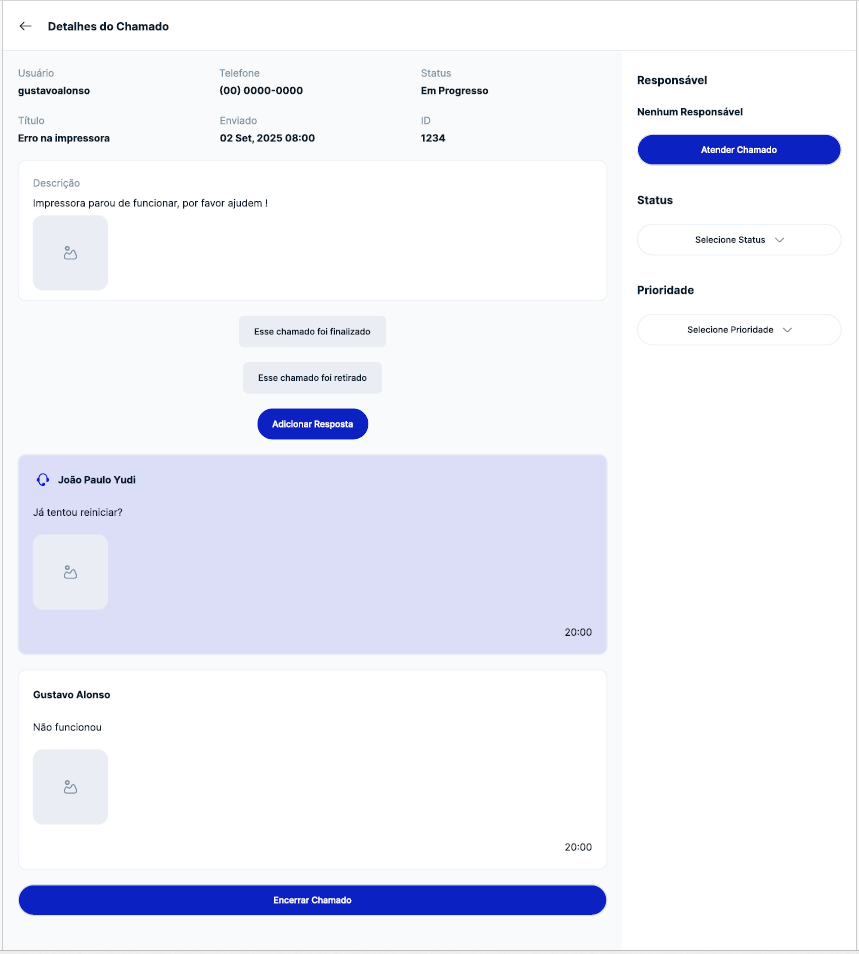 Detalhes do Chamado
Usuário
Telefone
Status
gustavoalonso
(00) 0000-0000
Em Progresso
Título
Enviado
ID
Erro na impressora
02 Set, 2025 08:00
1234
Descrição
Impressora parou de funcionar, por favor ajudem !
Esse chamado foi finalizado
Esse chamado foi retirado
Adicionar Resposta
João Paulo Yudi
Já tentou reiniciar?
20:00
Gustavo Alonso
Não funcionou
20:00
Encerrar Chamado
Responsável
Nenhum Responsável
Atender Chamado
Status
Selecione Status
Prioridade
Selecione Prioridade